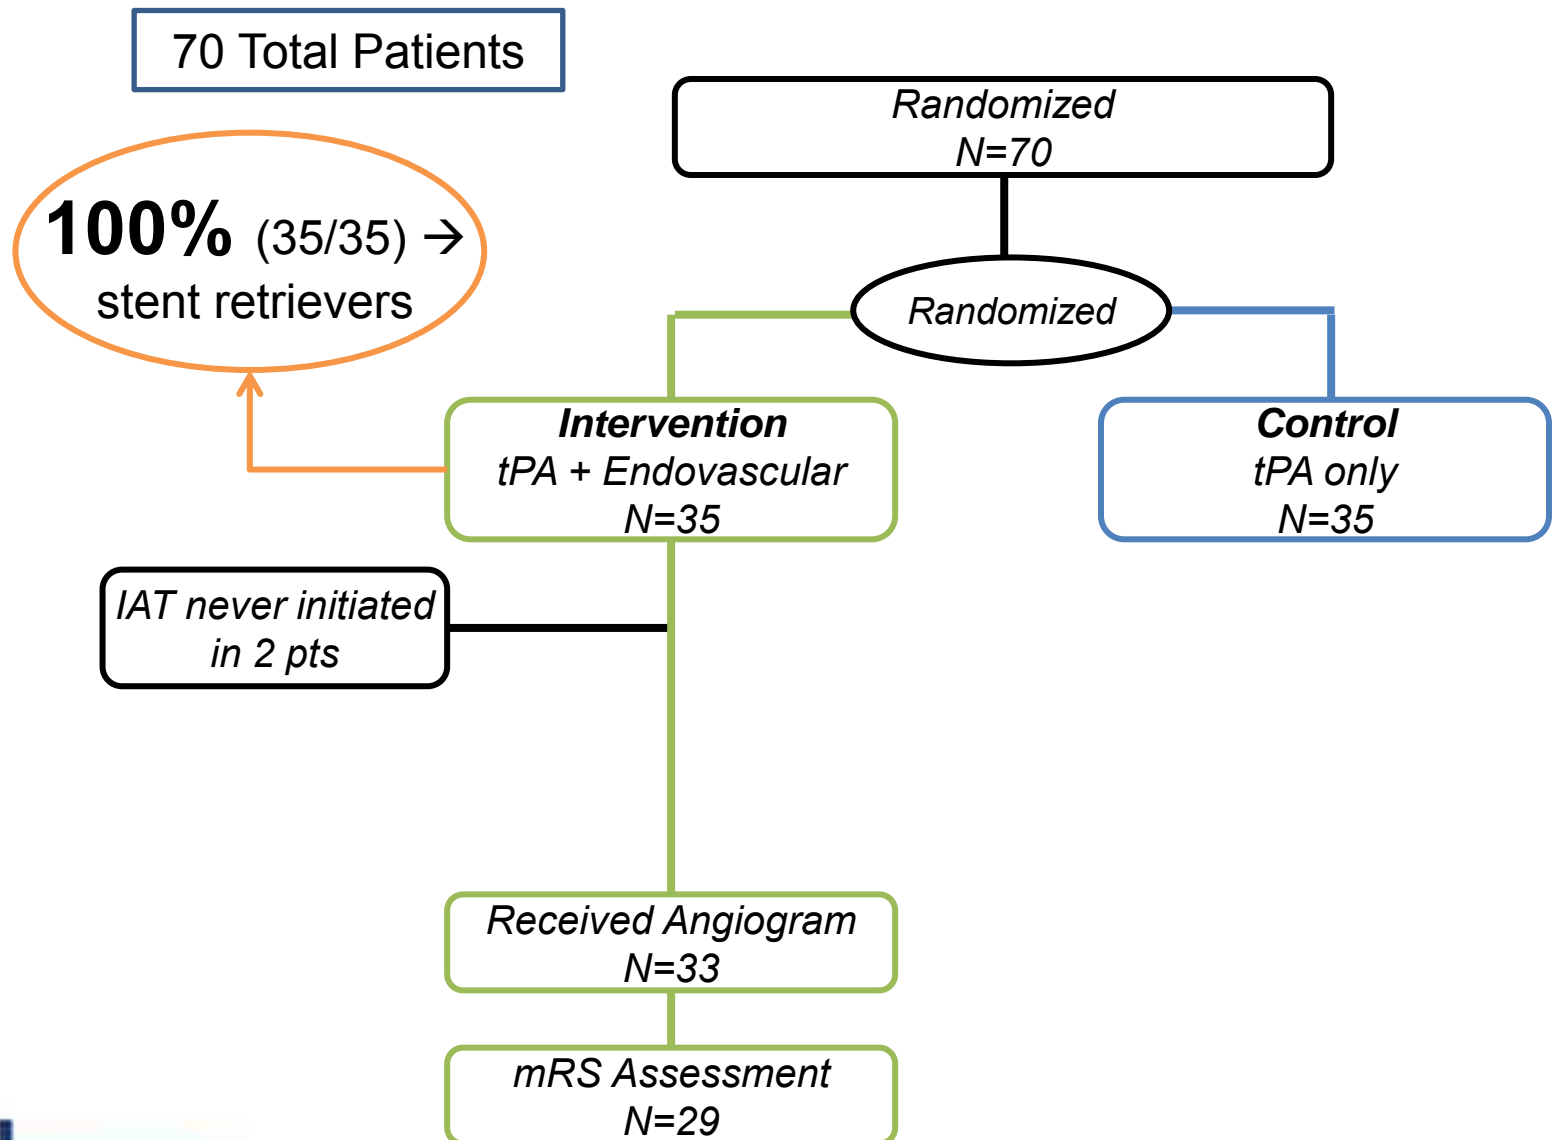 70 Total Patients
Randomized
N=70
100% (35/35) →
stent retrievers
Randomized
Intervention
tPA + Endovascular
N=35
Control
tPA only
N=35
IAT never initiated
in 2 pts
Received Angiogram
N=33
mRS Assessment
N=29